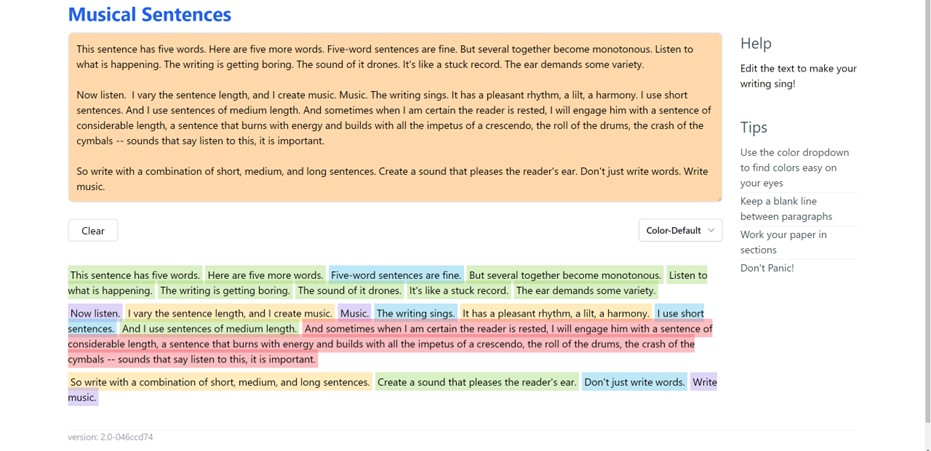 Musical Sentences
This sentence has five words. Here are five more words. Five-word sentences are fine. But several together become monotonous. Listen to
what is happening. The writing is getting boring. The sound of it drones. It's like a stuck record. The ear demands some variety.
Now listen.  I vary the sentence length, and I create music. Music. The writing sings. It has a pleasant rhythm, a lilt, a harmony. I use short
sentences. And I use sentences of medium length. And sometimes when I am certain the reader is rested, I will engage him with a sentence of
considerable length, a sentence that burns with energy and builds with all the impetus of a crescendo, the roll of the drums, the crash of the
cymbals -- sounds that say listen to this, it is important.
So write with a combination of short, medium, and long sentences. Create a sound that pleases the reader's ear. Don't just write words. Write
music.
Clear
Color-Default
Help
Edit the text to make your
writing sing!
Tips
Use the color dropdown
to find colors easy on
your eyes
Keep a blank line
between paragraphs
Work your paper in
sections
Don't Panic!
This sentence has five words. Here are five more words. Five-word sentences are fine. But several together become monotonous. Listen to
what is happening. The writing is getting boring. The sound of it drones. It's like a stuck record. The ear demands some variety.
Now listen. I vary the sentence length, and I create music. Music. The writing sings. It has a pleasant rhythm, a lilt, a harmony. I use short
sentences. And I use sentences of medium length. And sometimes when I am certain the reader is rested, I will engage him with a sentence of
considerable length, a sentence that burns with energy and builds with all the impetus of a crescendo, the roll of the drums, the crash of the
cymbals -- sounds that say listen to this, it is important.
So write with a combination of short, medium, and long sentences. Create a sound that pleases the reader's ear. Don't just write words. Write
music.
version: 2.0-046ccd74